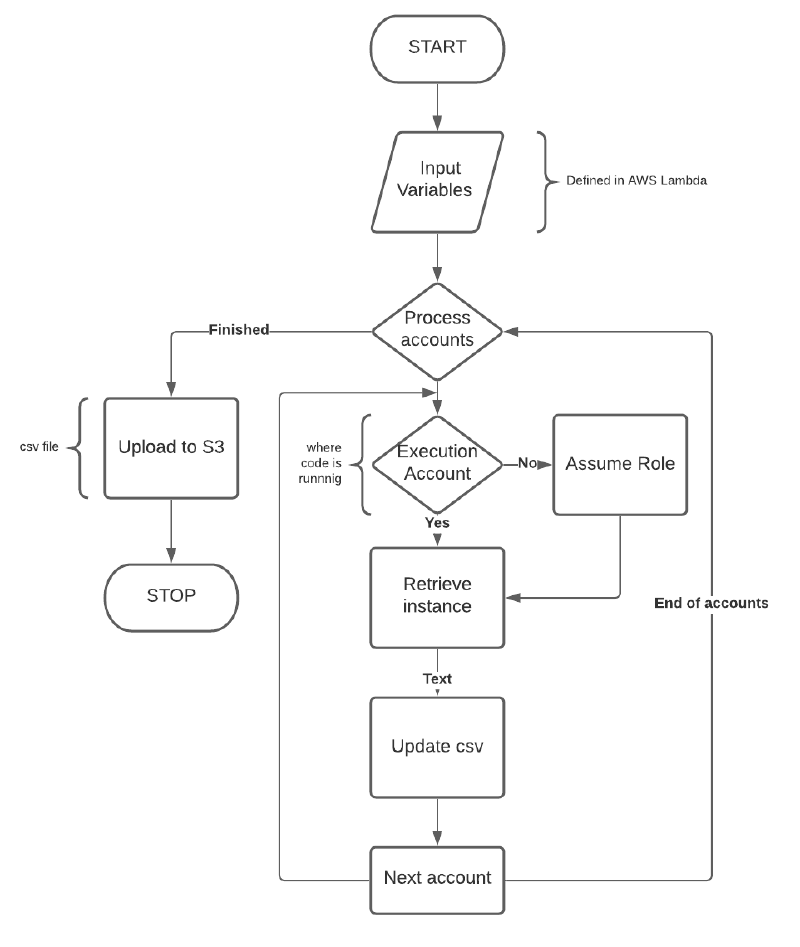 START
Input
Variables
Defined in AWS Lambda
Process
accounts
Finished
csv file
Upload to S3
where
code is
runnnig
Execution
Account
No
Assume Role
Yes
STOP
Retrieve
instance
End of accounts
Text
Update csv
Next account